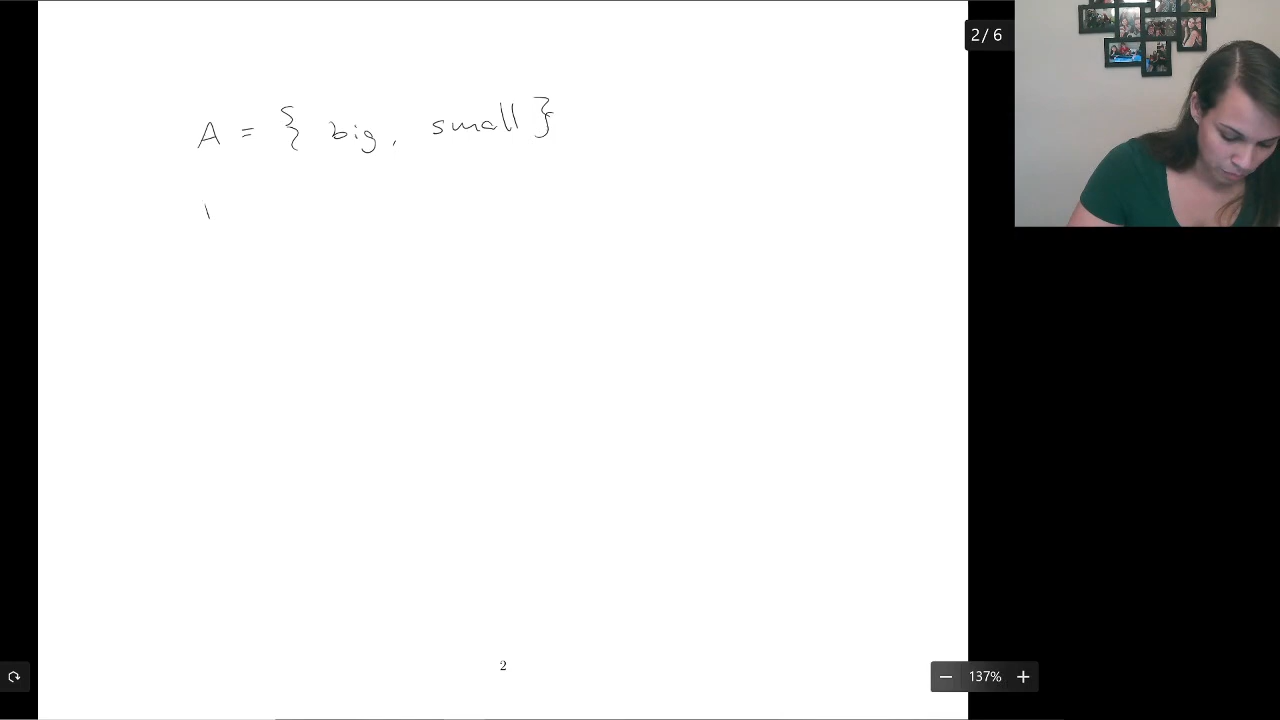 2 / 6
A = { big, small }
2
137%